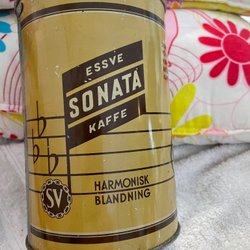 ESSVE
SONATA
KAFFE
SV
HARMONISK
BLANDNING